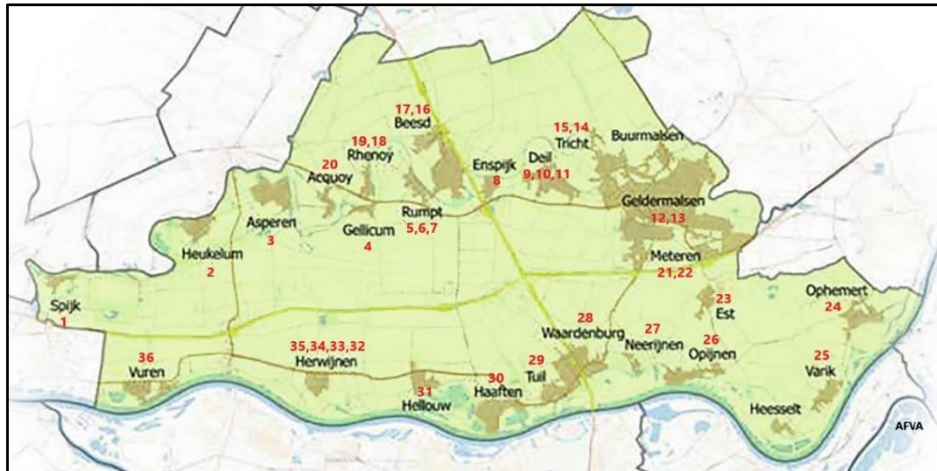 17,16
Beesd
15,14
Tricht
Buurmalsen
19,18
Rhenoy
Enspijk
8
Deil
9,10,11
20
Acquoy
Geldermalsen
12,13
Asperen
3
Gellicum
4
Rumpt
5,6,7
Heukelum
2
Meteren
21,22
Spijk
1
23
Est
Ophemert
24
28
Waardenburg
27
Neerijnen
26
Opijnen
35,34,33,32
Herwijnen
36
Vuren
29
Tuil
25
Varik
30
Haaften
31
Hellouw
Heesselt
AFVA